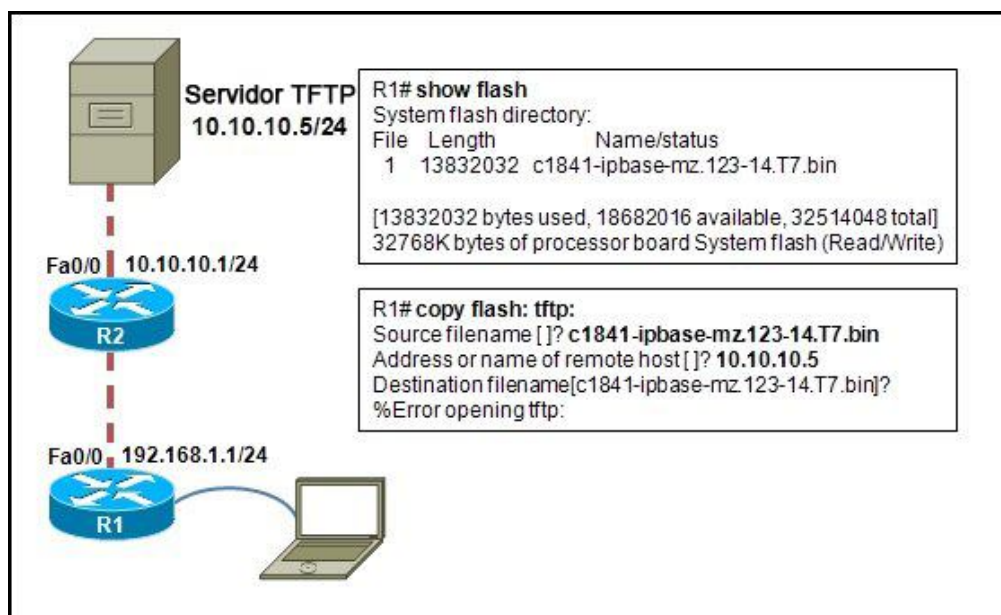 Servidor TFTP
10.10.10.5/24
Fa0/0 10.10.10.1/24
R2
Fa0/0 192.168.1.1/24
R1
R1# show flash
System flash directory:
File Length Name/status
1 13832032 c1841-ipbase-mz.123-14.T7.bin
[13832032 bytes used, 18682016 available, 32514048 total]
32768K bytes of processor board System flash (Read/Write)
R1# copy flash: tftp:
Source filename [ ]? c1841-ipbase-mz.123-14.T7.bin
Address or name of remote host [ ]? 10.10.10.5
Destination filename[c1841-ipbase-mz.123-14.T7.bin]?
%Error opening tftp: